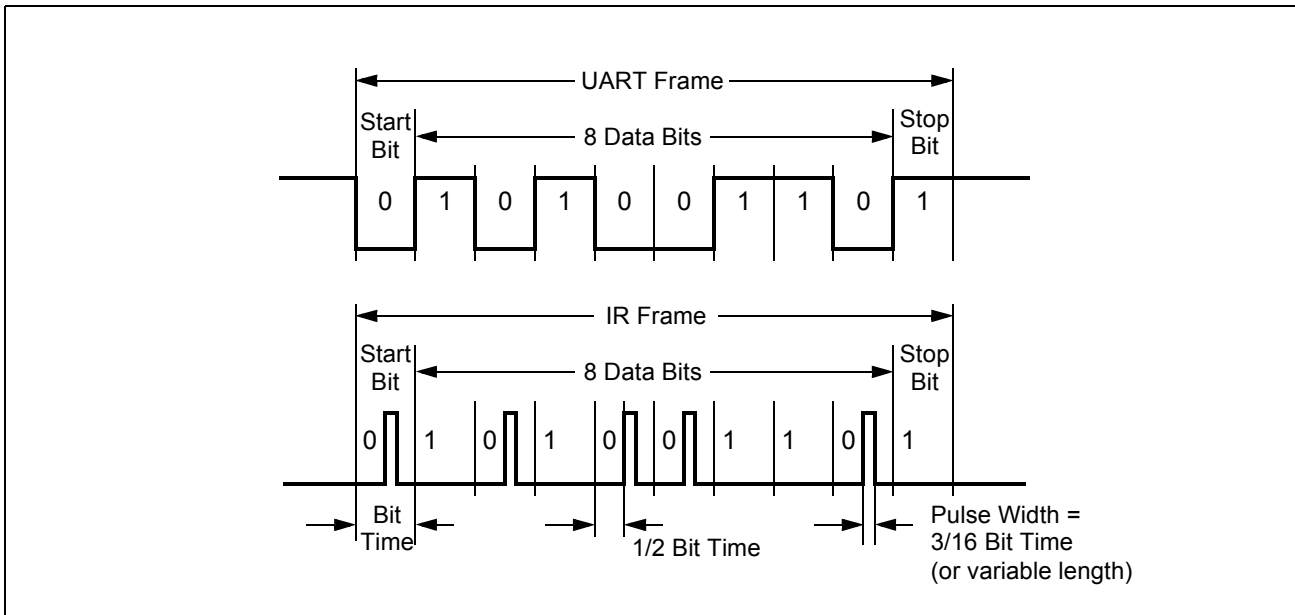 UART Frame
Start
Bit
8 Data Bits
Stop
Bit
0 1 0 1 0 0 1 1 0 1
IR Frame
Start
Bit
8 Data Bits
Stop
Bit
0 1 0 1 0 0 1 1 0 1
Bit
Time
1/2 Bit Time
Pulse Width =
3/16 Bit Time
(or variable length)